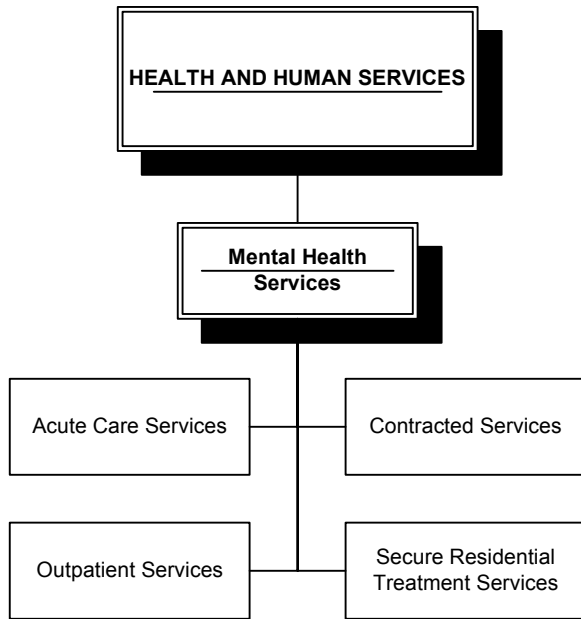 HEALTH AND HUMAN SERVICES
Mental Health
Services
Acute Care Services
Contracted Services
Outpatient Services
Secure Residential
Treatment Services